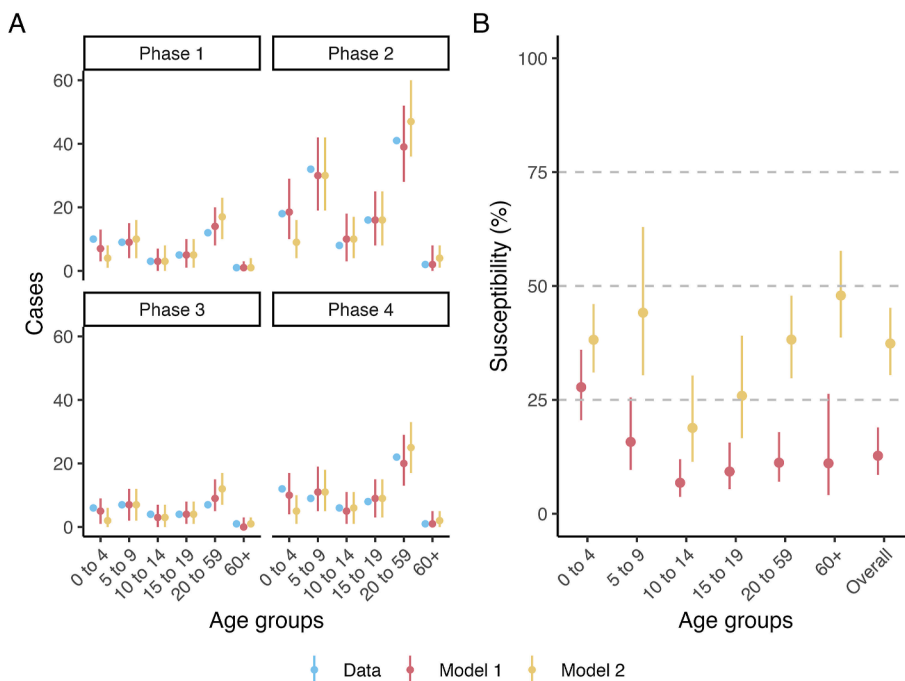 A
B
Phase 1
Phase 2
60
40
20
0
Phase 3
Phase 4
60
40
20
0
Cases
0 to 4
5 to 9
10 to 14
15 to 19
20 to 59
60+
0 to 4
5 to 9
10 to 14
15 to 19
20 to 59
60+
Age groups
100
75
50
25
0
Susceptibility (%)
0 to 4
5 to 9
10 to 14
15 to 19
20 to 59
60+
Overall
Age groups
Data
Model 1
Model 2